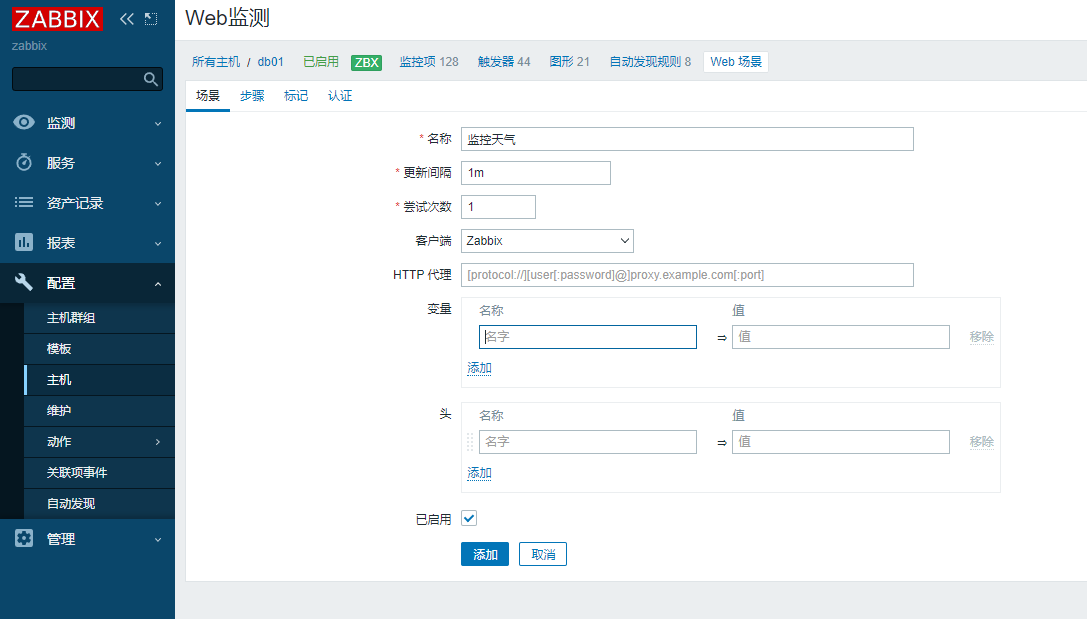 ZABBIX
zabbix
监测
服务
资产记录
报表
配置
主机群组
模板
主机
维护
动作
关联项事件
自动发现
管理
Web监测
所有主机 / db01 已启用 ZBX 监控项 128 触发器 44 图形 21 自动发现规则 8 Web 场景
场景 步骤 标记 认证
* 名称 监控天气
* 更新间隔 1m
* 尝试次数 1
客户端 Zabbix
HTTP 代理 [protocol://][user[:password]@]proxy.example.com[:port]
变量 名称 值
名字 ⇒ 值 移除
添加
头 名称 值
名字 ⇒ 值 移除
添加
已启用
添加 取消